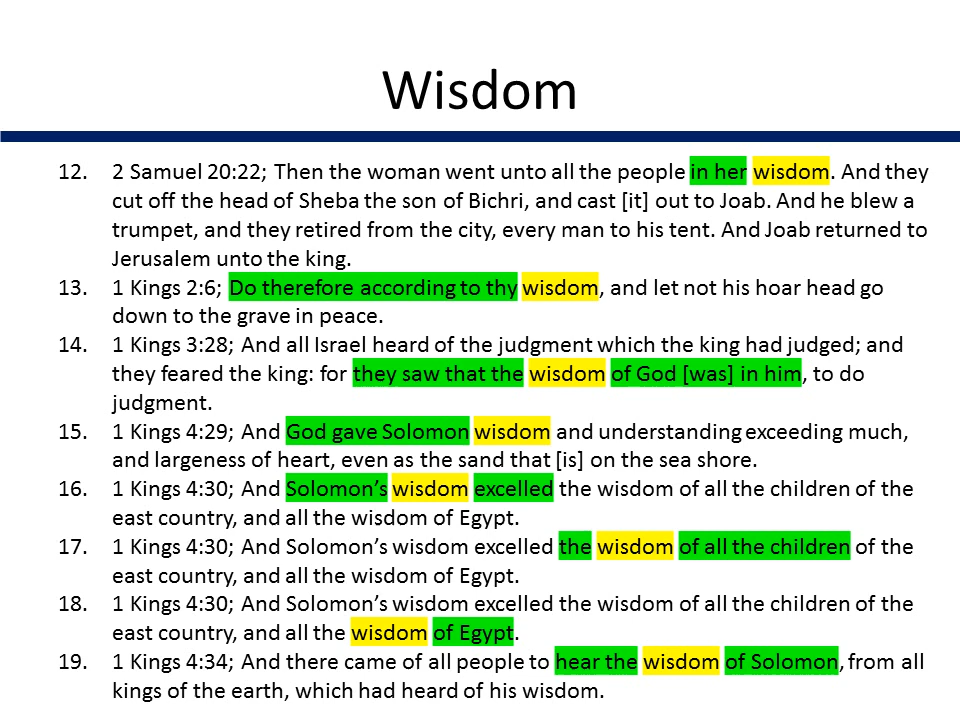 Wisdom
12. 2 Samuel 20:22; Then the woman went unto all the people in her wisdom. And they
cut off the head of Sheba the son of Bichri, and cast [it] out to Joab. And he blew a
trumpet, and they retired from the city, every man to his tent. And Joab returned to
Jerusalem unto the king.
13. 1 Kings 2:6; Do therefore according to thy wisdom, and let not his hoar head go
down to the grave in peace.
14. 1 Kings 3:28; And all Israel heard of the judgment which the king had judged; and
they feared the king: for they saw that the wisdom of God [was] in him, to do
judgment.
15. 1 Kings 4:29; And God gave Solomon wisdom and understanding exceeding much,
and largeness of heart, even as the sand that [is] on the sea shore.
16. 1 Kings 4:30; And Solomon’s wisdom excelled the wisdom of all the children of the
east country, and all the wisdom of Egypt.
17. 1 Kings 4:30; And Solomon’s wisdom excelled the wisdom of all the children of the
east country, and all the wisdom of Egypt.
18. 1 Kings 4:30; And Solomon’s wisdom excelled the wisdom of all the children of the
east country, and all the wisdom of Egypt.
19. 1 Kings 4:34; And there came of all people to hear the wisdom of Solomon, from all
kings of the earth, which had heard of his wisdom.